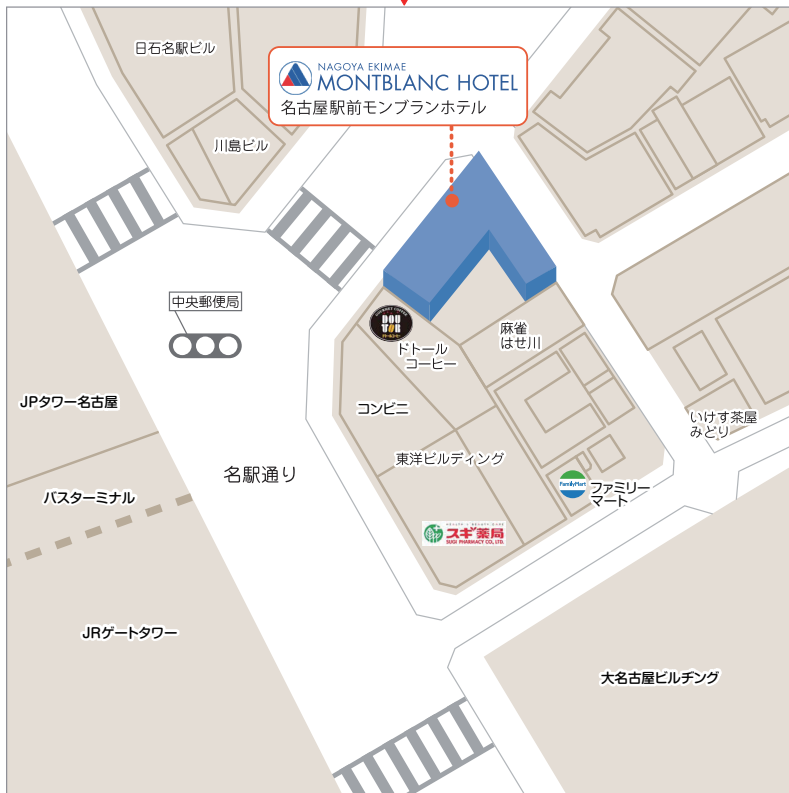 日石名駅ビル
NAGOYA EKIMAE
MONTBLANC HOTEL
名古屋駅前モンブランホテル
川島ビル
中央郵便局
DOUTOR
ドトール
コーヒー
麻雀
はせ川
コンビニ
JPタワー名古屋
いけす茶屋
みどり
東洋ビルディング
名駅通り
バスターミナル
FamilyMart
ファミリー
マート
スギ薬局
SUGI PHARMACY CO., LTD.
JRゲートタワー
大名古屋ビルヂング